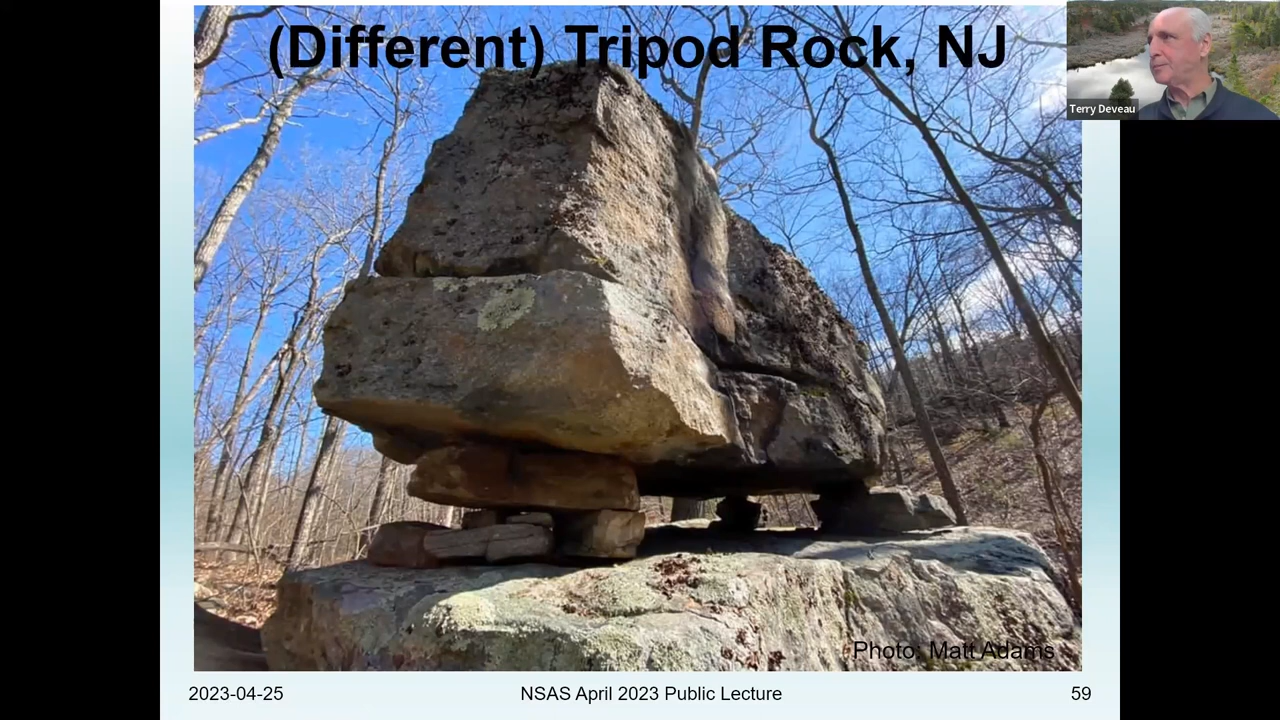 (Different) Tripod Rock, NJ
Terry Deveau
Photo: Matt Adams
2023-04-25
NSAS April 2023 Public Lecture
59